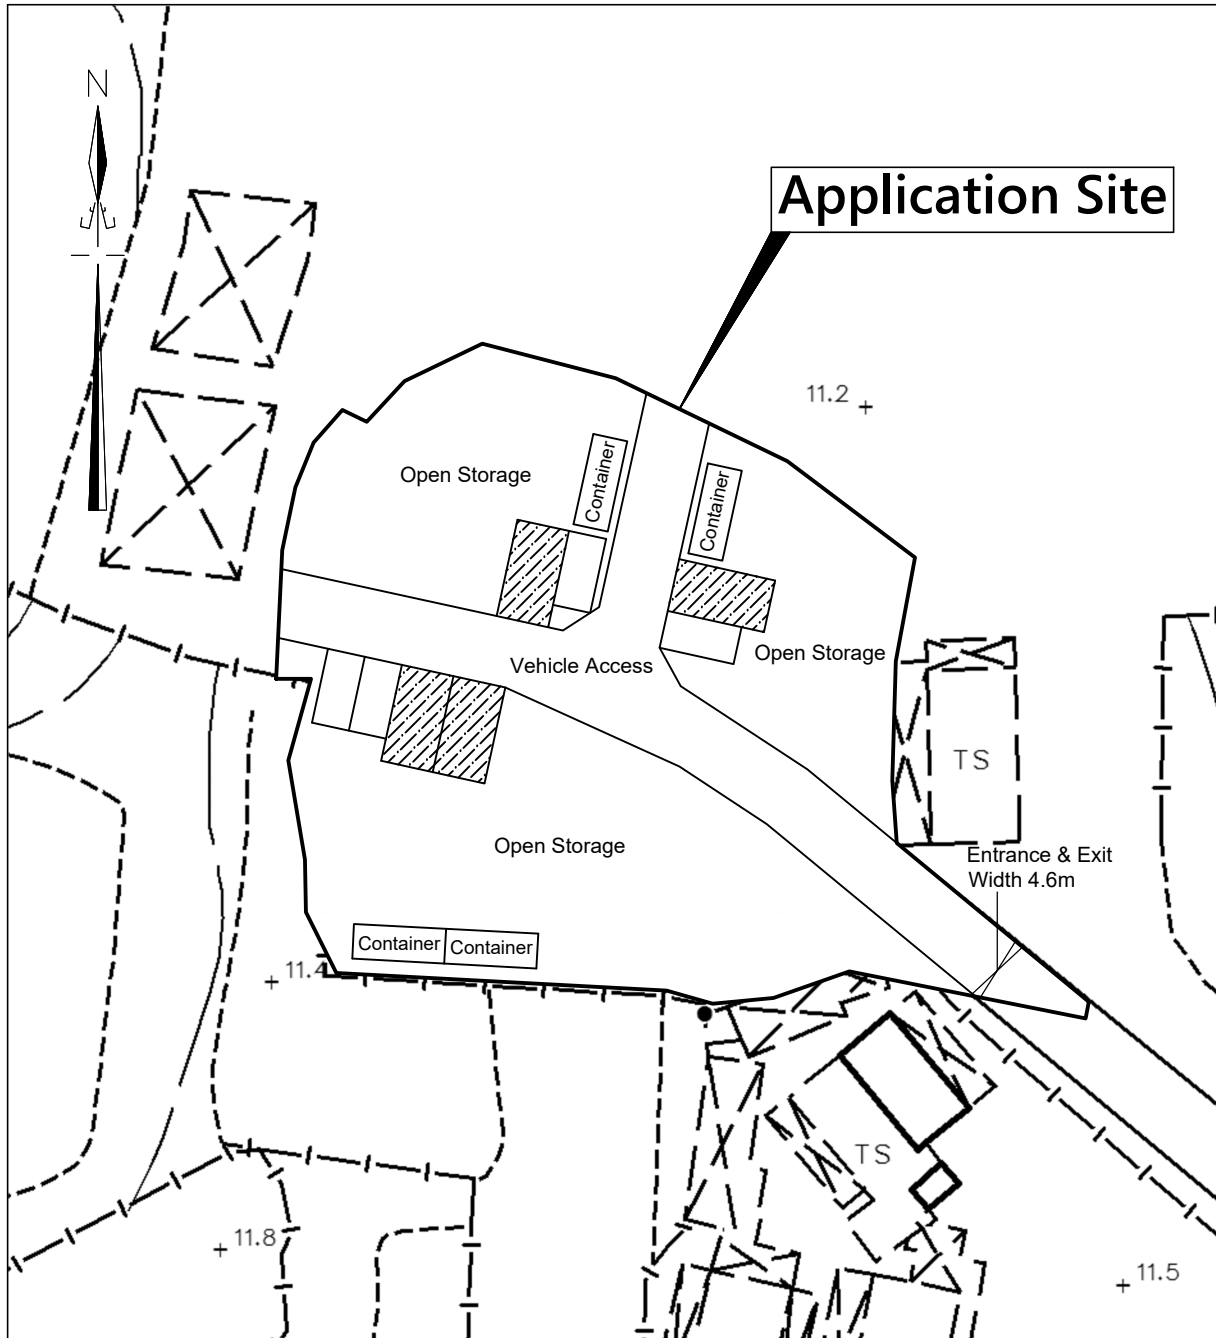 N
Application Site
11.2
Open Storage
Container
Container
Vehicle Access
Open Storage
TS
Open Storage
Entrance & Exit
Width 4.6m
Container
Container
11.4
TS
11.8
11.5